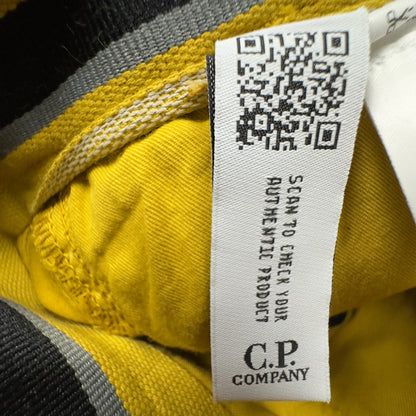 SCAN TO CHECK YOUR
AUTHENTIC PRODUCT
C.P.
COMPANY